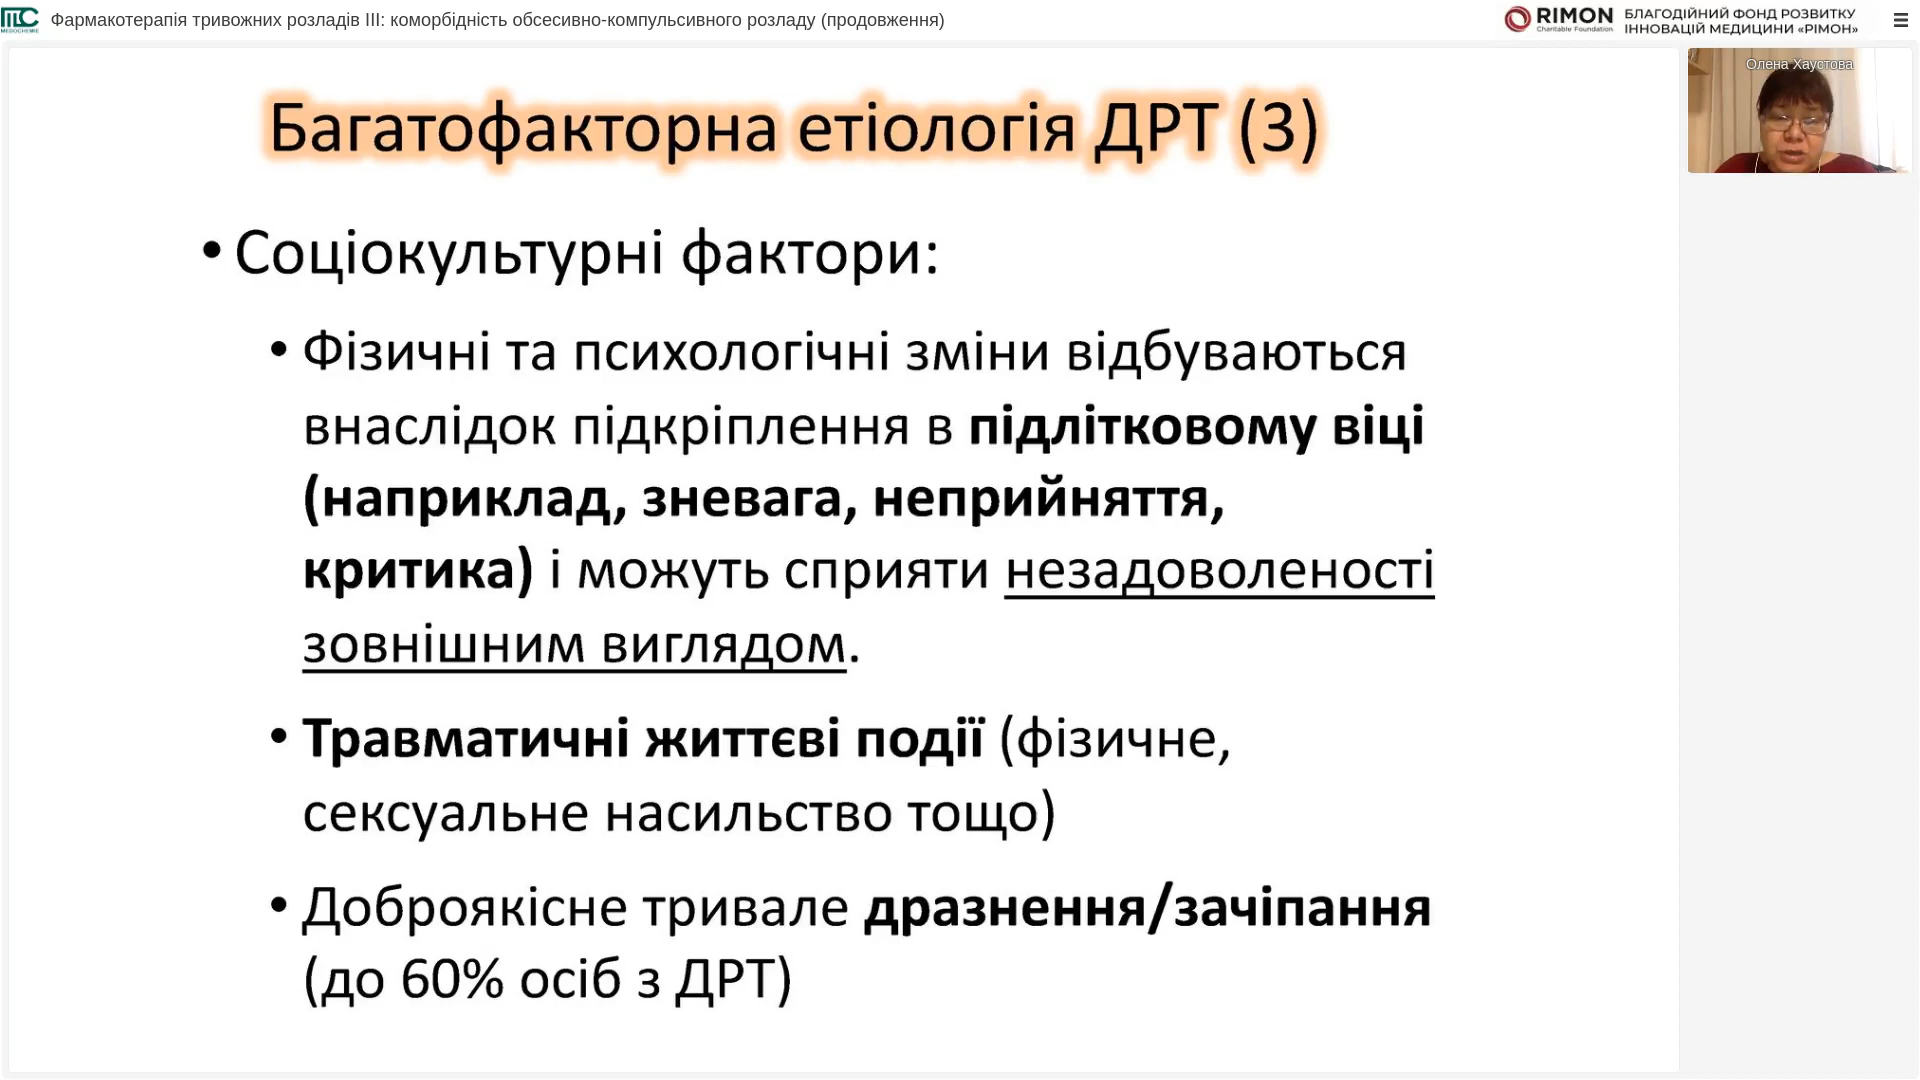 Фармакотерапія тривожних розладів III: коморбідність обсесивно-компульсивного розладу (продовження)
MEDOCHEMIE
RIMON
Charitable Foundation
БЛАГОДІЙНИЙ ФОНД РОЗВИТКУ
ІННОВАЦІЙ МЕДИЦИНИ «РІМОН»
Олена Хаустова
Багатофакторна етіологія ДРТ (3)
• Соціокультурні фактори:
• Фізичні та психологічні зміни відбуваються
внаслідок підкріплення в підлітковому віці
(наприклад, зневага, неприйняття,
критика) і можуть сприяти незадоволеності
зовнішним виглядом.
• Травматичні життєві події (фізичне,
сексуальне насильство тощо)
• Доброякісне тривале дразнення/зачіпання
(до 60% осіб з ДРТ)